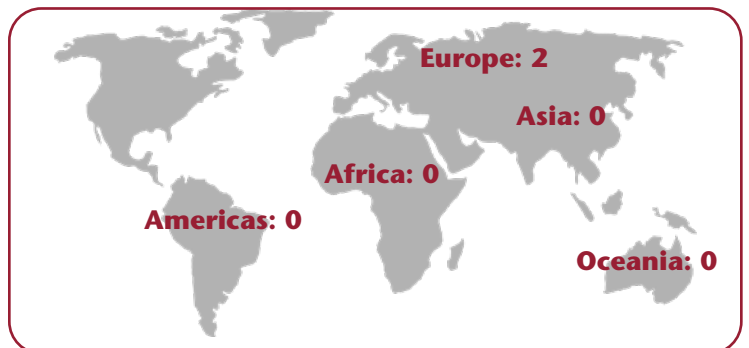 Europe: 2
Asia: 0
Africa: 0
Americas: 0
Oceania: 0